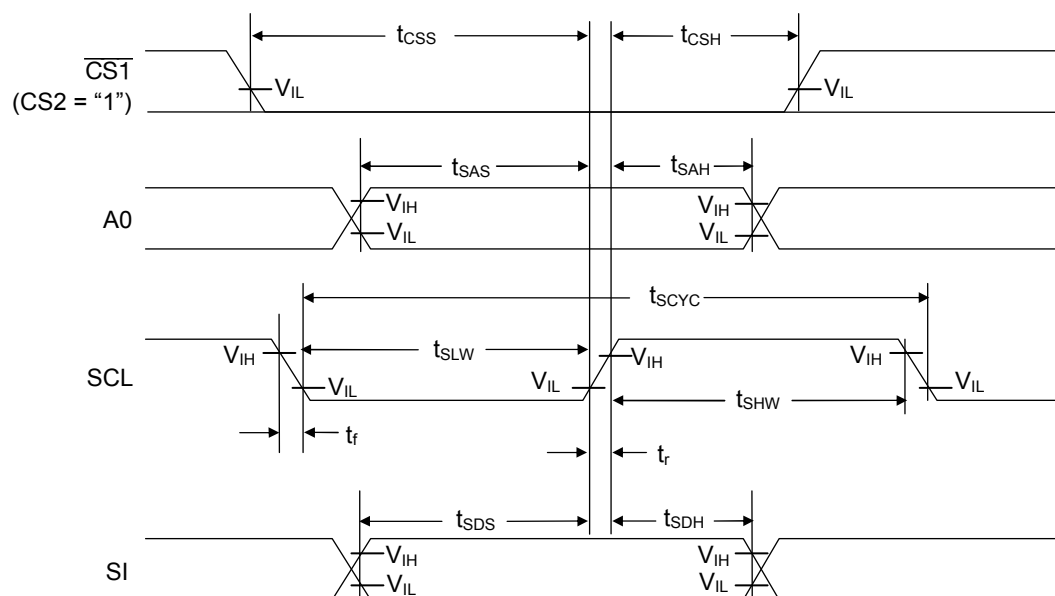 tCSS tCSH
CS1
(CS2 = “1”)
VIL VIL
tSAS tSAH
A0
VIH VIH
VIL VIL
tSCYC
SCL
VIH tSLW VIH VIH
VIL VIL VIL
tSHW
tf tr
tSDS tSDH
SI
VIH VIH
VIL VIL